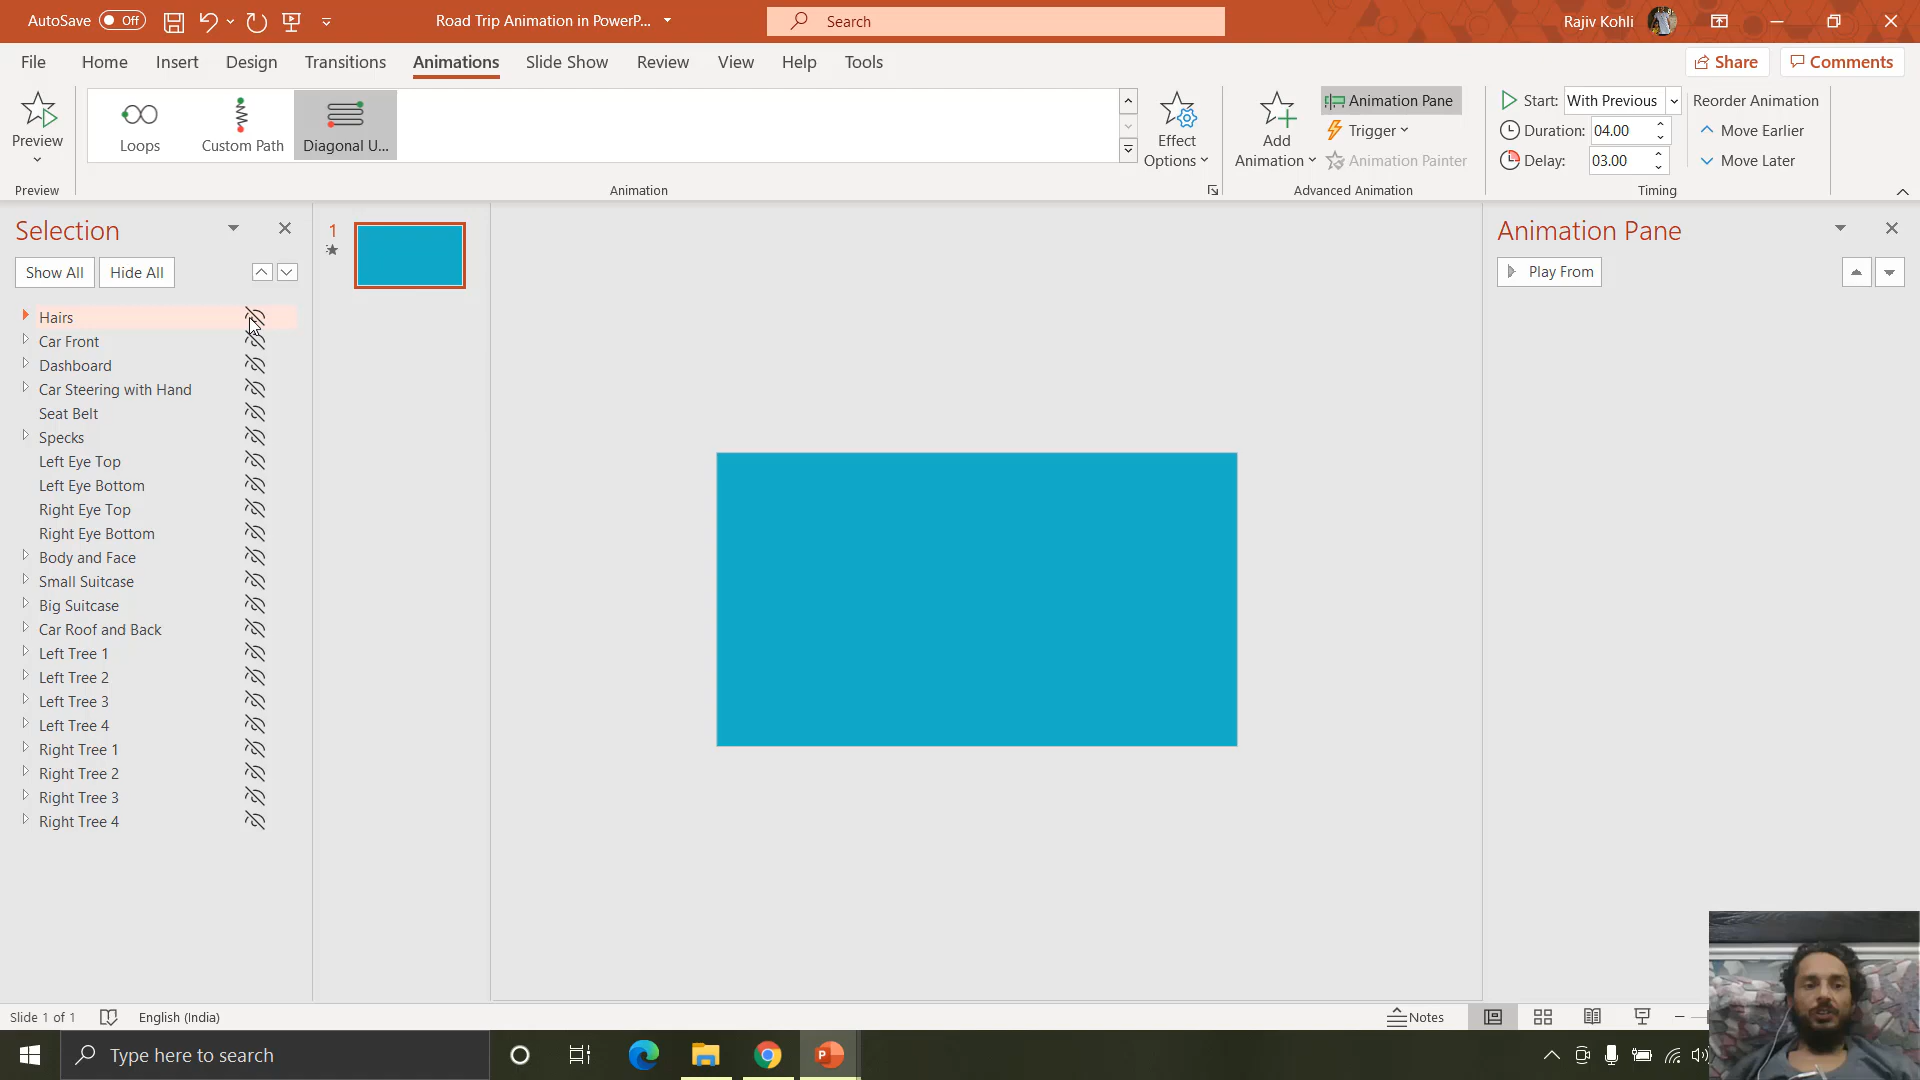 AutoSave Off
Road Trip Animation in PowerP...
Search
Rajiv Kohli
File Home Insert Design Transitions Animations Slide Show Review View Help Tools
Share Comments
Preview
Preview
Loops
Custom Path
Diagonal U...
Animation
Effect Options
Add Animation
Animation Pane
Trigger
Animation Painter
Advanced Animation
Start: With Previous
Duration: 04.00
Delay: 03.00
Reorder Animation
Move Earlier
Move Later
Timing
Selection
Show All Hide All
Hairs
Car Front
Dashboard
Car Steering with Hand
Seat Belt
Specks
Left Eye Top
Left Eye Bottom
Right Eye Top
Right Eye Bottom
Body and Face
Small Suitcase
Big Suitcase
Car Roof and Back
Left Tree 1
Left Tree 2
Left Tree 3
Left Tree 4
Right Tree 1
Right Tree 2
Right Tree 3
Right Tree 4
1
Animation Pane
Play From
Slide 1 of 1
English (India)
Notes
Type here to search